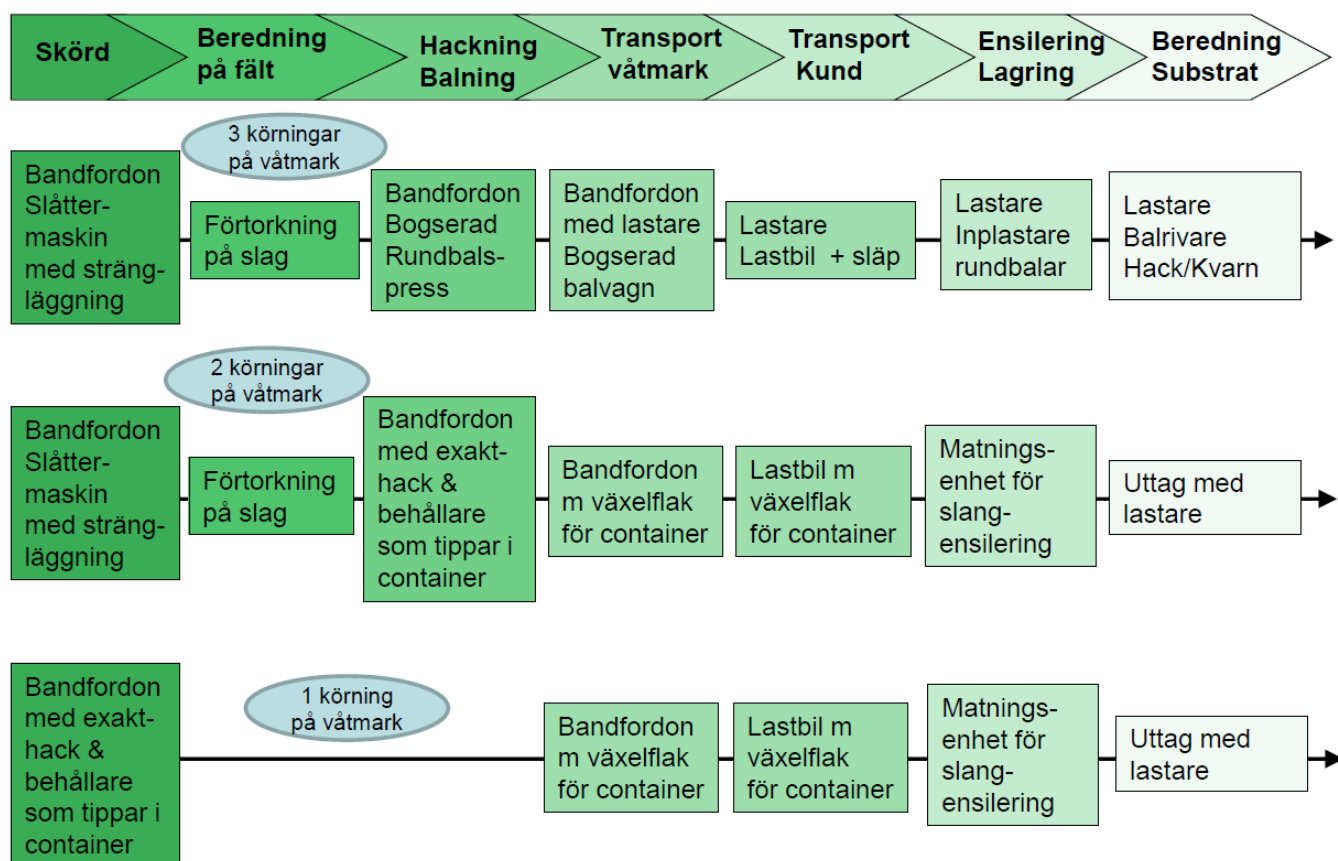 Skörd
Beredning
på fält
Hackning
Balning
Transport
våtmark
Transport
Kund
Ensilering
Lagring
Beredning
Substrat
3 körningar
på våtmark
Bandfordon
Slåtter-
maskin
med sträng-
läggning
Förtorkning
på slag
Bandfordon
Bogserad
Rundbals-
press
Bandfordon
med lastare
Bogserad
balvagn
Lastare
Lastbil + släp
Lastare
Inplastare
rundbalar
Lastare
Balrivare
Hack/Kvarn
2 körningar
på våtmark
Bandfordon
Slåtter-
maskin
med sträng-
läggning
Förtorkning
på slag
Bandfordon
med exakt-
hack &
behållare
som tippar i
container
Bandfordon
m växelflak
för container
Lastbil m
växelflak
för container
Matnings-
enhet för
slang-
ensilering
Uttag med
lastare
1 körning
på våtmark
Bandfordon
med exakt-
hack &
behållare
som tippar i
container
Bandfordon
m växelflak
för container
Lastbil m
växelflak
för container
Matnings-
enhet för
slang-
ensilering
Uttag med
lastare